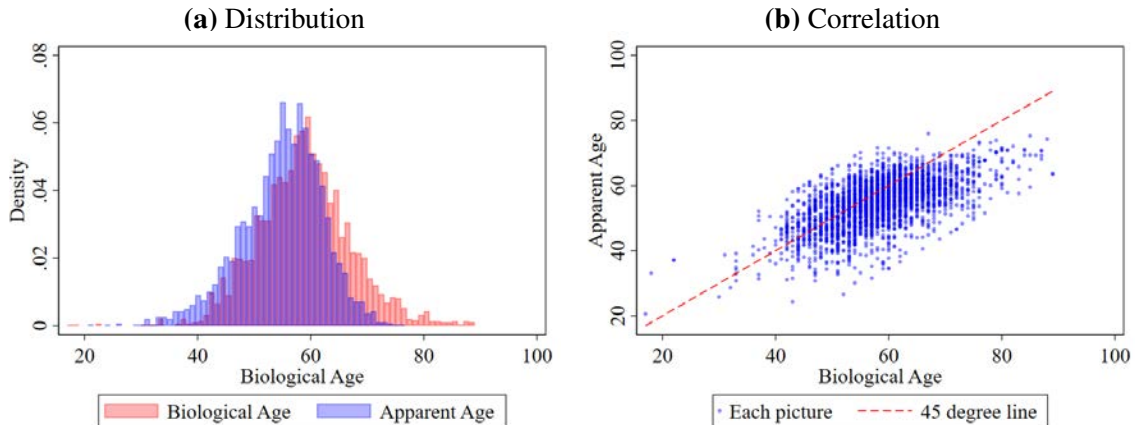 (a) Distribution
Density
0 .02 .04 .06 .08
20 40 60 80 100
Biological Age
Biological Age Apparent Age
(b) Correlation
Apparent Age
20 40 60 80 100
20 40 60 80 100
Biological Age
Each picture 45 degree line